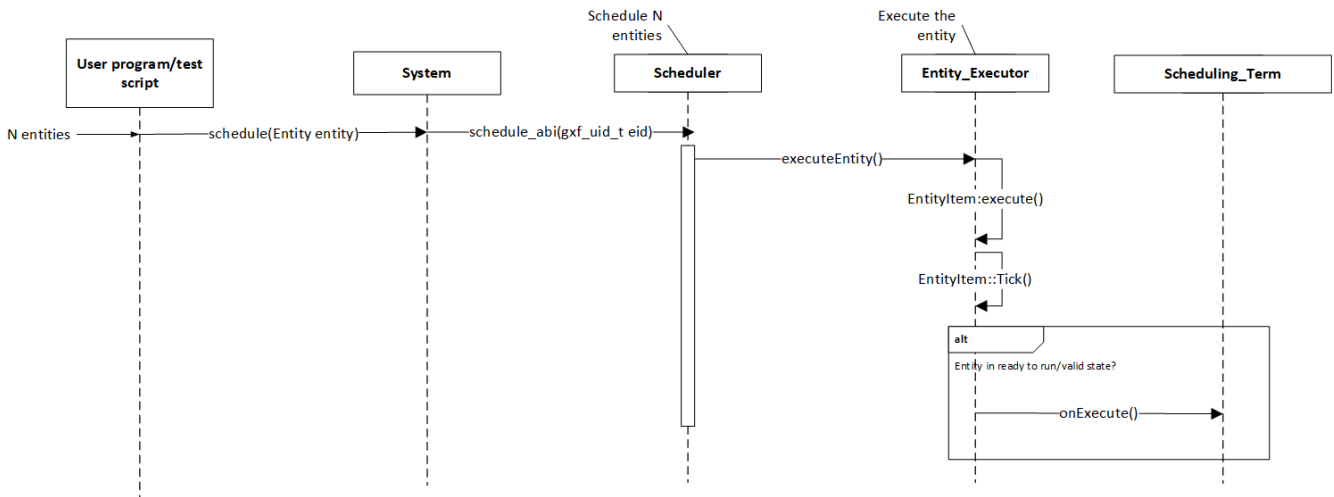 Schedule N
entities
Execute the
entity
User program/test
script
System
Scheduler
Entity_Executor
Scheduling_Term
N entities
schedule(Entity entity)
schedule_abi(gxf_uid_t eid)
executeEntity()
EntityItem:execute()
EntityItem::Tick()
alt
Entity in ready to run/valid state?
onExecute()